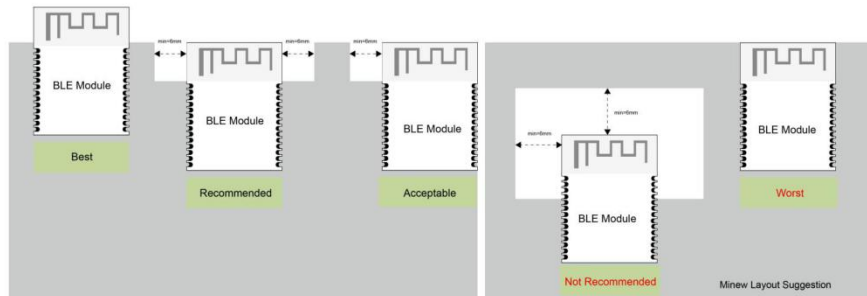 min>6mm
min>6mm
min>6mm
BLE Module
BLE Module
BLE Module
Best
Recommended
Acceptable
min>6mm
min>6mm
BLE Module
BLE Module
Worst
Not Recommended
Minew Layout Suggestion